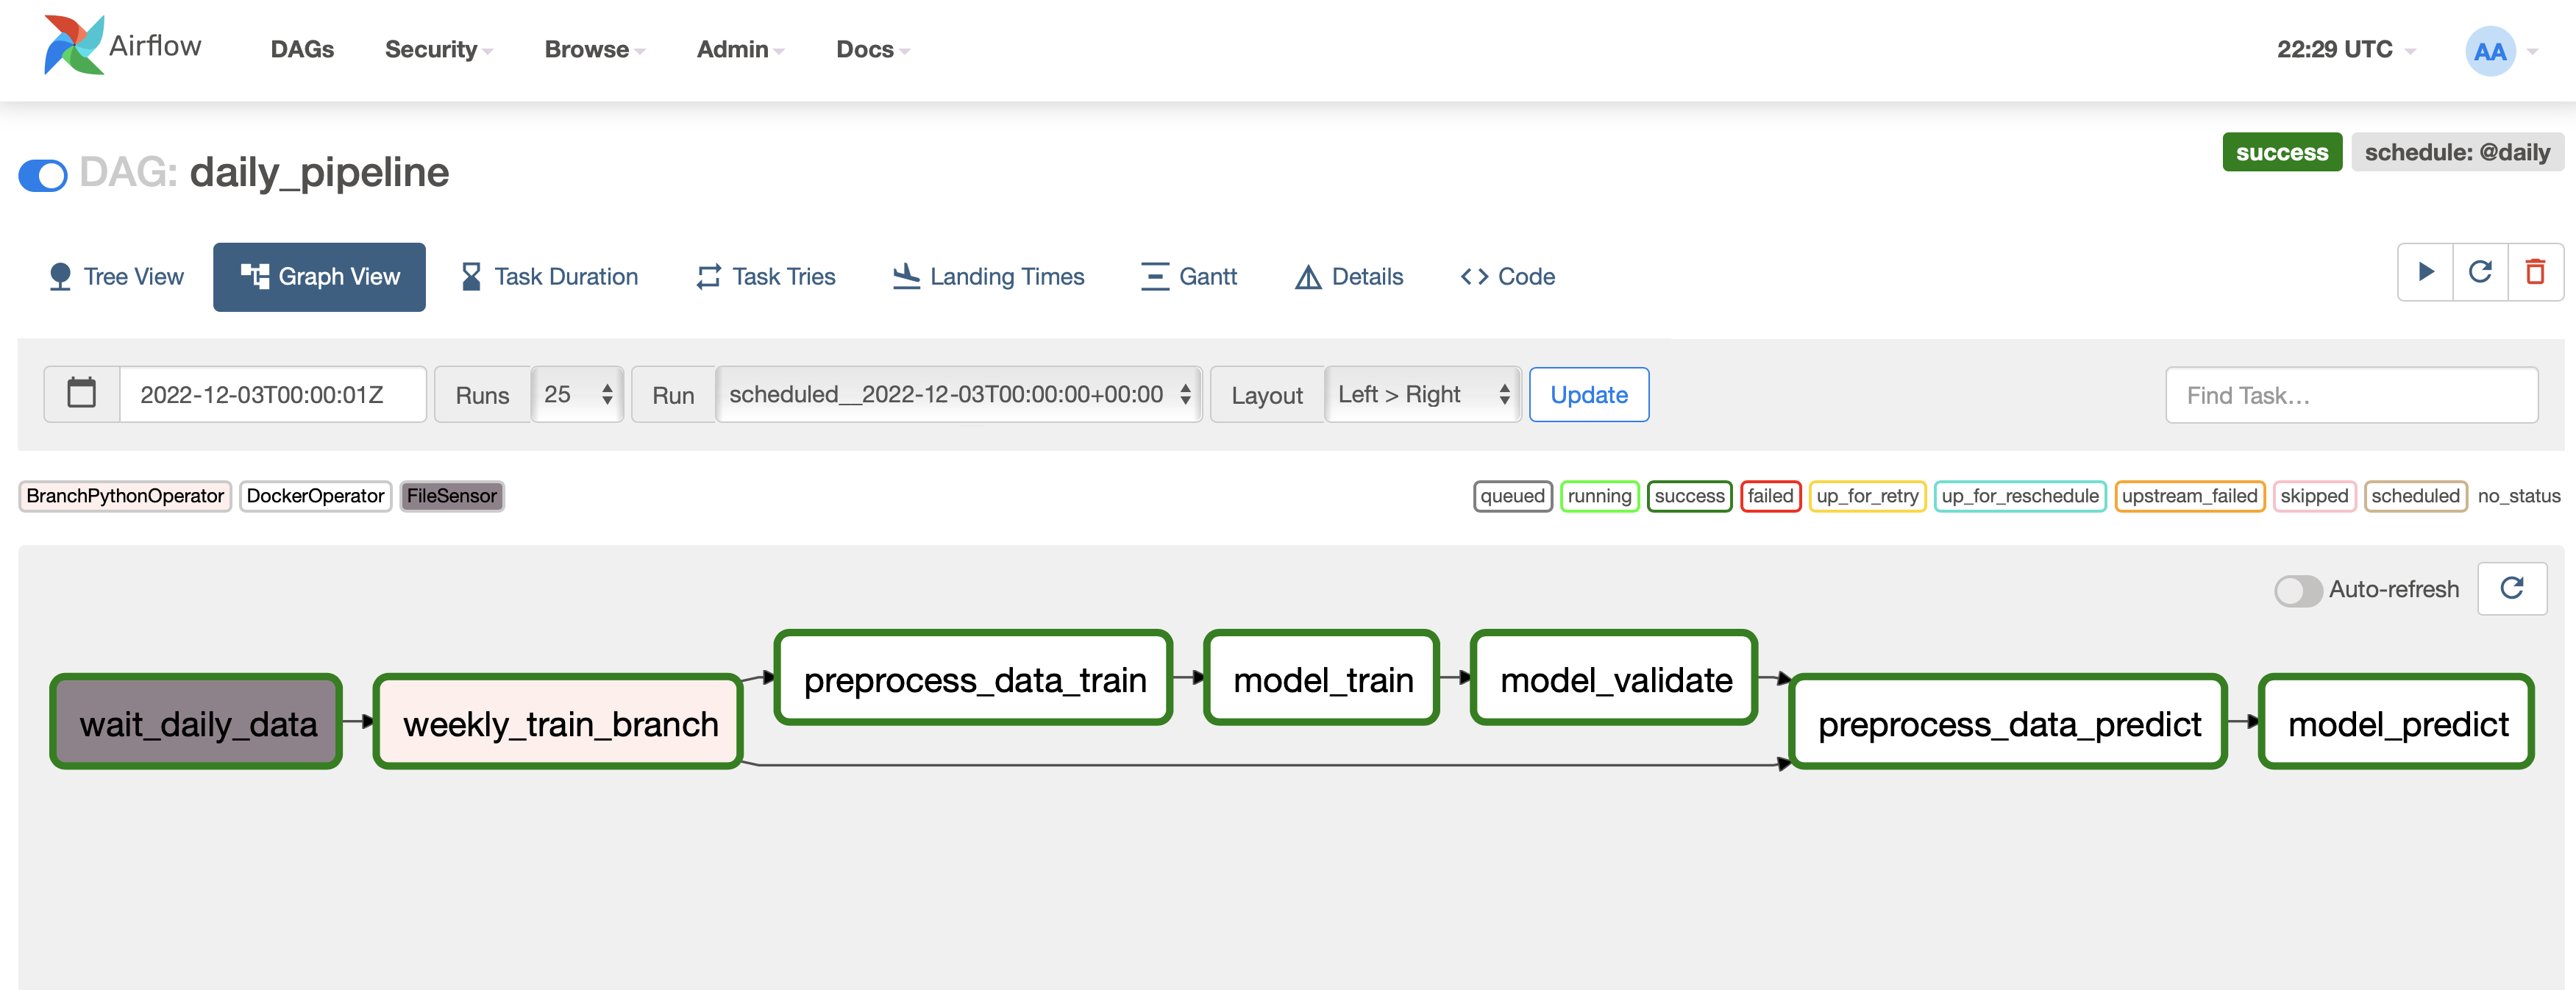 Airflow DAGs Security Browse Admin Docs 22:29 UTC AA
success schedule: @daily
DAG: daily_pipeline
Tree View Graph View Task Duration Task Tries Landing Times Gantt Details Code
2022-12-03T00:00:01Z Runs 25 Run scheduled__2022-12-03T00:00:00+00:00 Layout Left > Right Update Find Task...
BranchPythonOperator DockerOperator FileSensor queued running success failed up_for_retry up_for_reschedule upstream_failed skipped scheduled no_status
Auto-refresh
preprocess_data_train model_train model_validate
wait_daily_data weekly_train_branch preprocess_data_predict model_predict